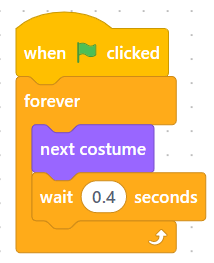 when clicked
forever
next costume
wait 0.4 seconds